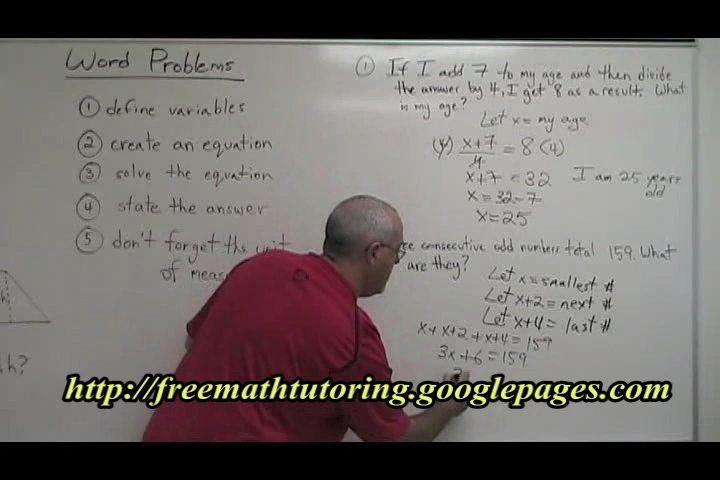 Word Problems
① define variables
② create an equation
③ solve the equation
④ state the answer
⑤ don't forget the unit
of meas
h
h?
① If I add 7 to my age and then divide
the answer by 4, I get 8 as a result. What
is my age?
Let x = my age
(4) x+7/4 = 8(4)
x+7 = 32
x = 32-7
x = 25
I am 25 years
old
consecutive odd numbers total 159. What
are they?
Let x = smallest #
Let x+2 = next #
Let x+4 = last #
x + x+2 + x+4 = 159
3x + 6 = 159
3
http://freemathtutoring.googlepages.com